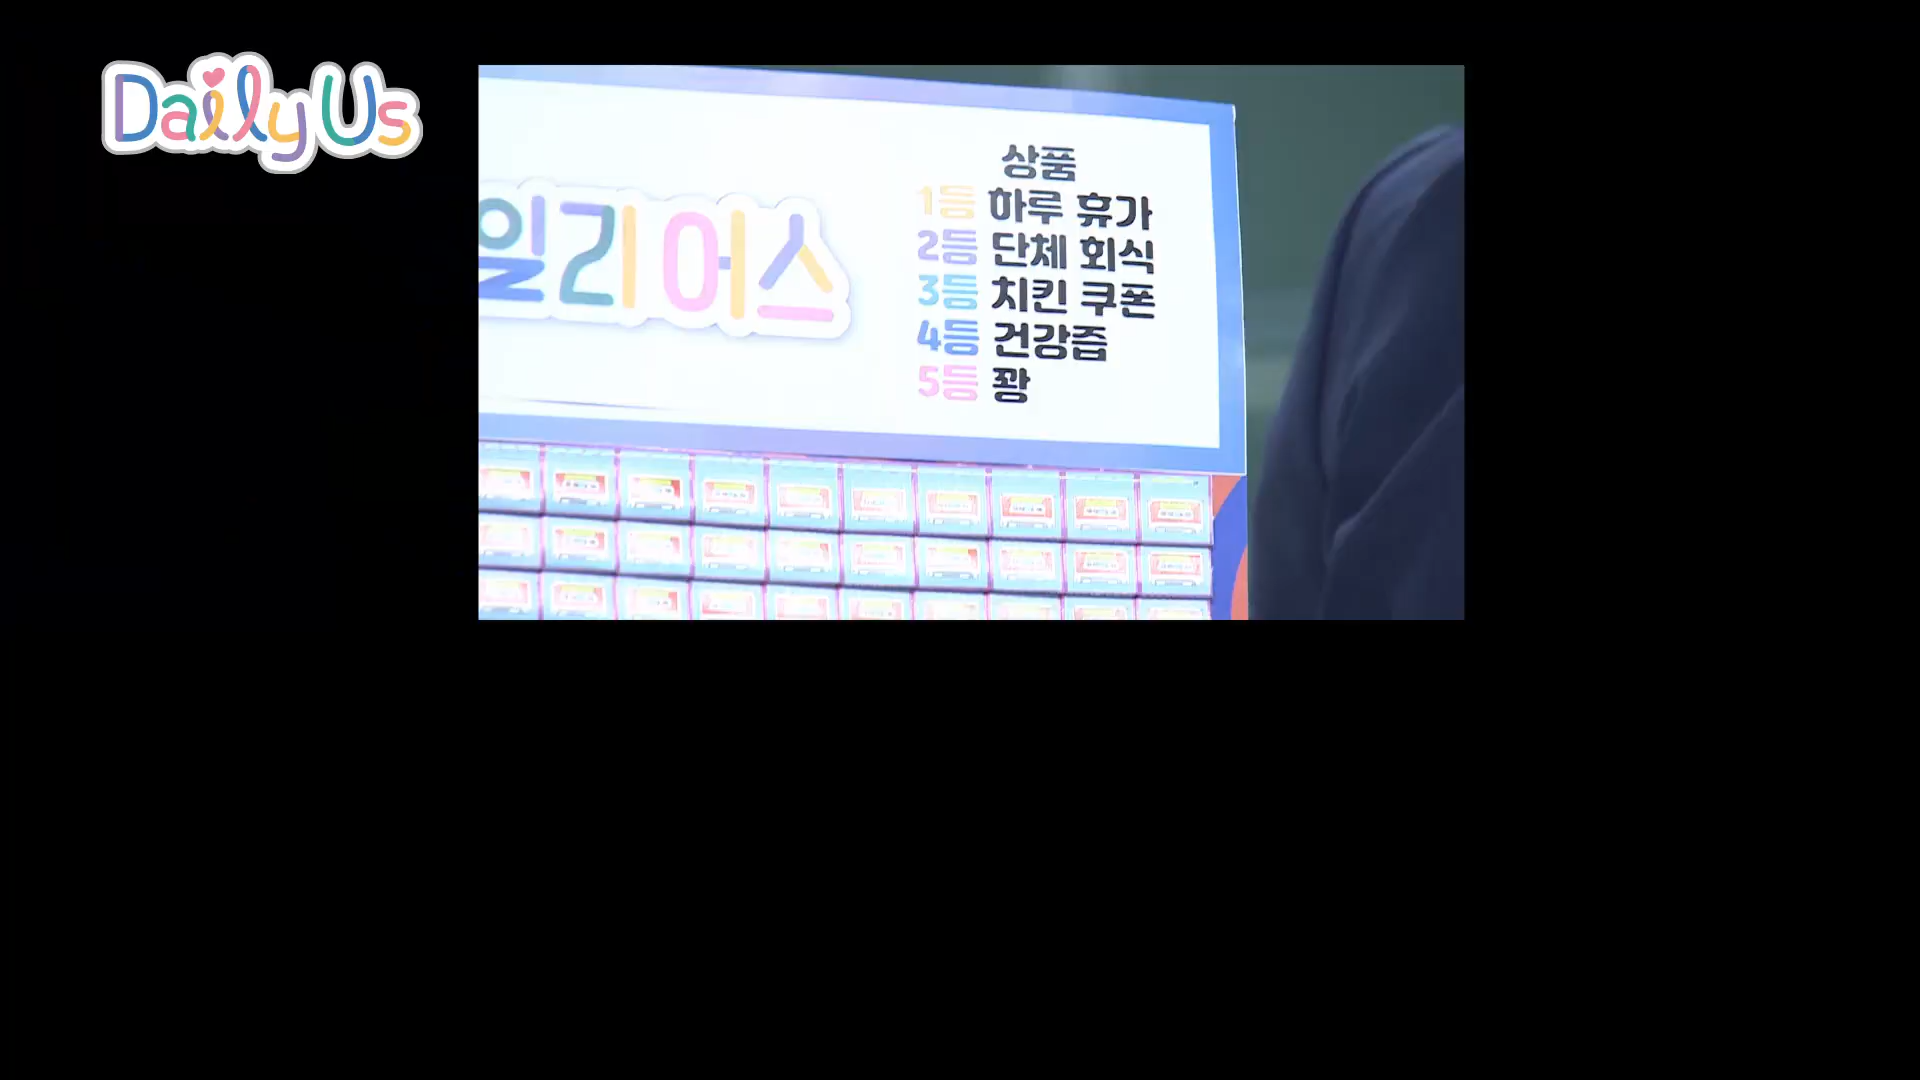 Daily Us
일리 어스
상품
1등 하루 휴가
2등 단체 회식
3등 치킨 쿠폰
4등 건강즙
5등 꽝